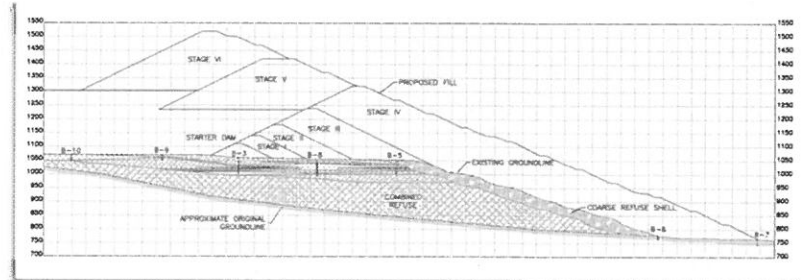 1550
1500
1450
1400
1350
1300
1250
1200
1150
1100
1050
1000
950
900
850
800
750
700
STAGE VI
STAGE V
PROPOSED FILL
STAGE IV
STAGE III
STARTER DAM
STAGE II
STAGE I
B-10
B-9
B-3
B-8
B-5
EXISTING GROUNDLINE
COMBINED
REFUSE
COARSE REFUSE SHELL
APPROXIMATE ORIGINAL
GROUNDLINE
B-6
B-7
1550
1500
1450
1400
1350
1300
1250
1200
1150
1100
1050
1000
950
900
850
800
750
700